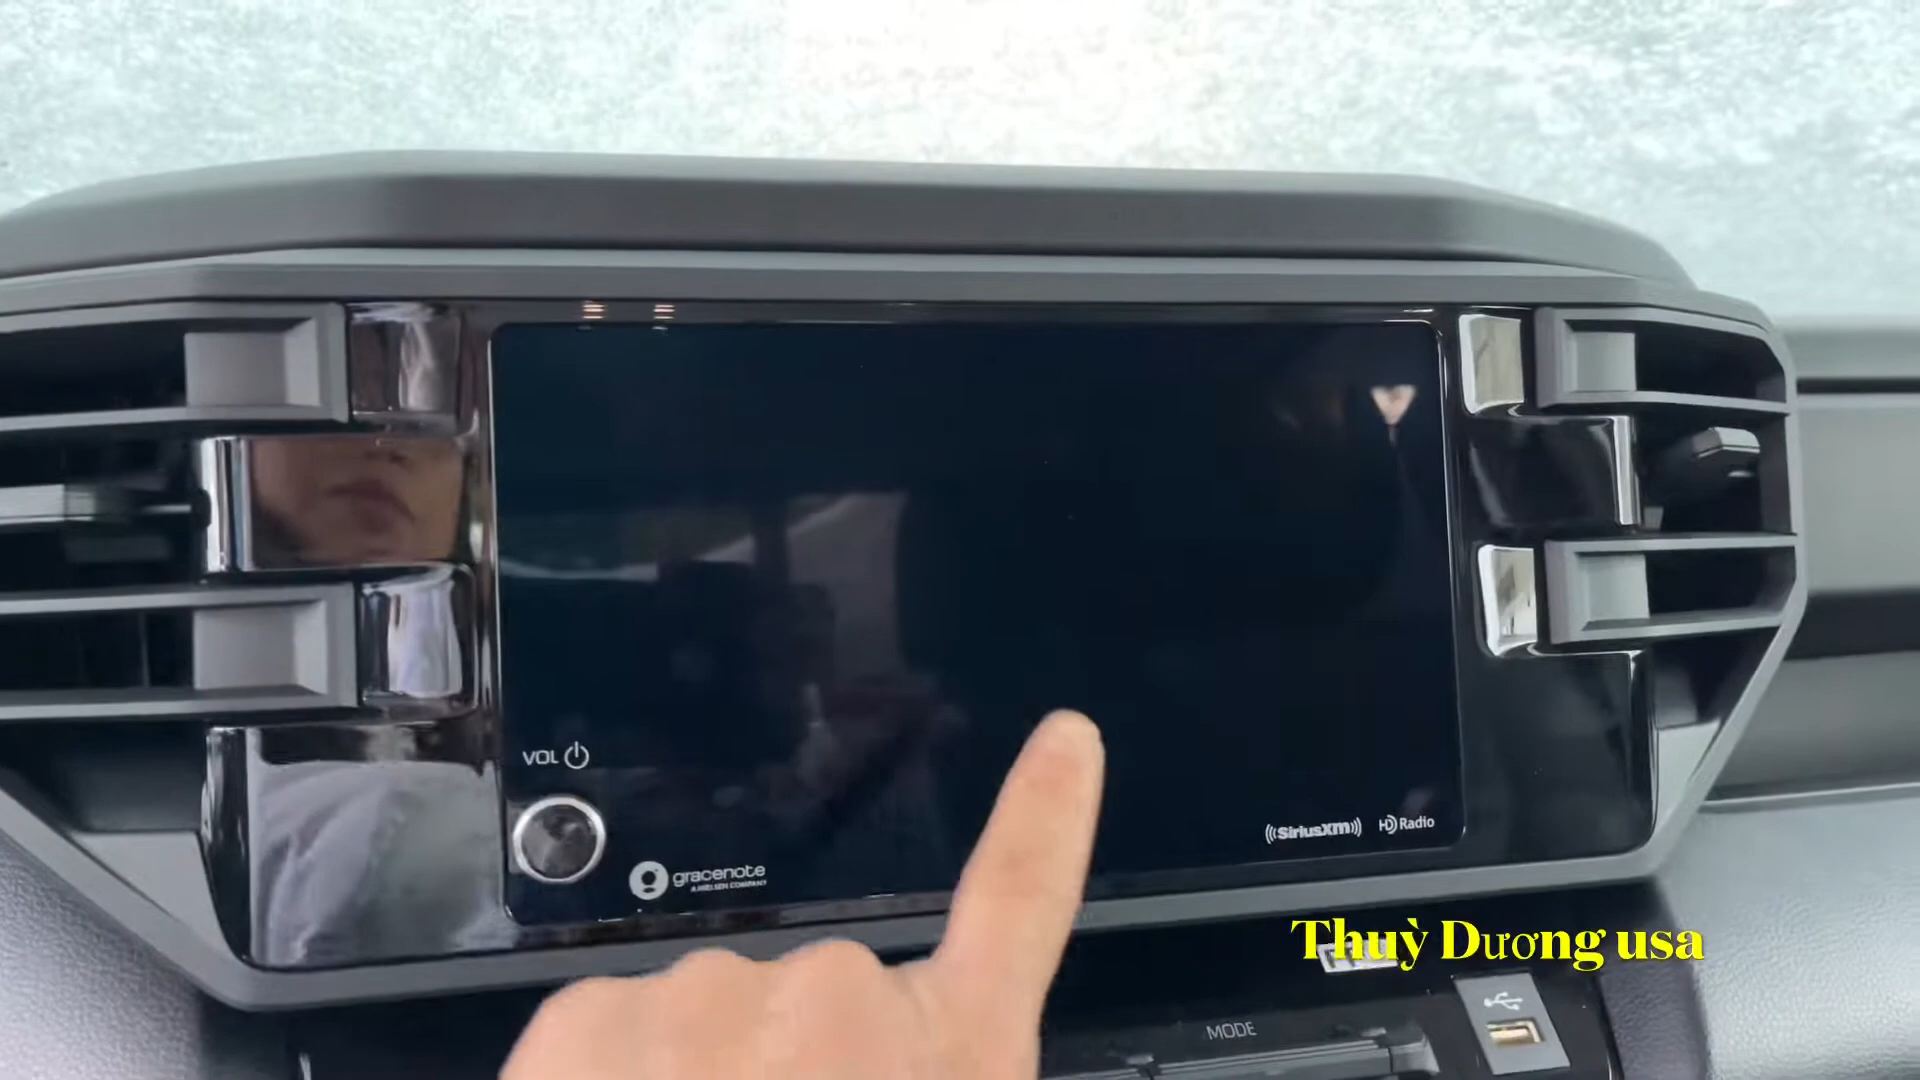 VOL
gracenote
A NIELSEN COMPANY
SiriusXM
HD Radio
Thuỳ Dương usa
MODE